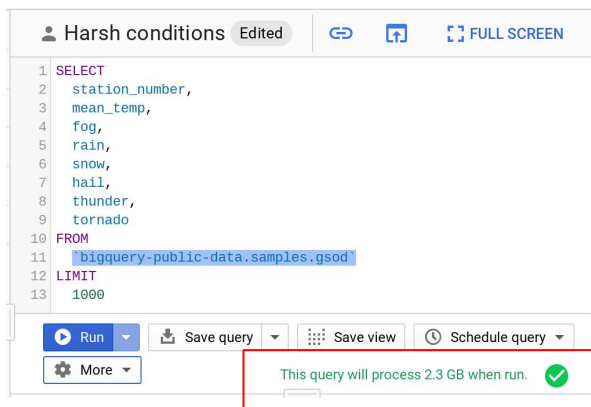 Harsh conditions Edited FULL SCREEN
1 SELECT
2 station_number,
3 mean_temp,
4 fog,
5 rain,
6 snow,
7 hail,
8 thunder,
9 tornado
10 FROM
11 `bigquery-public-data.samples.gsod`
12 LIMIT
13 1000
Run Save query Save view Schedule query
More This query will process 2.3 GB when run.